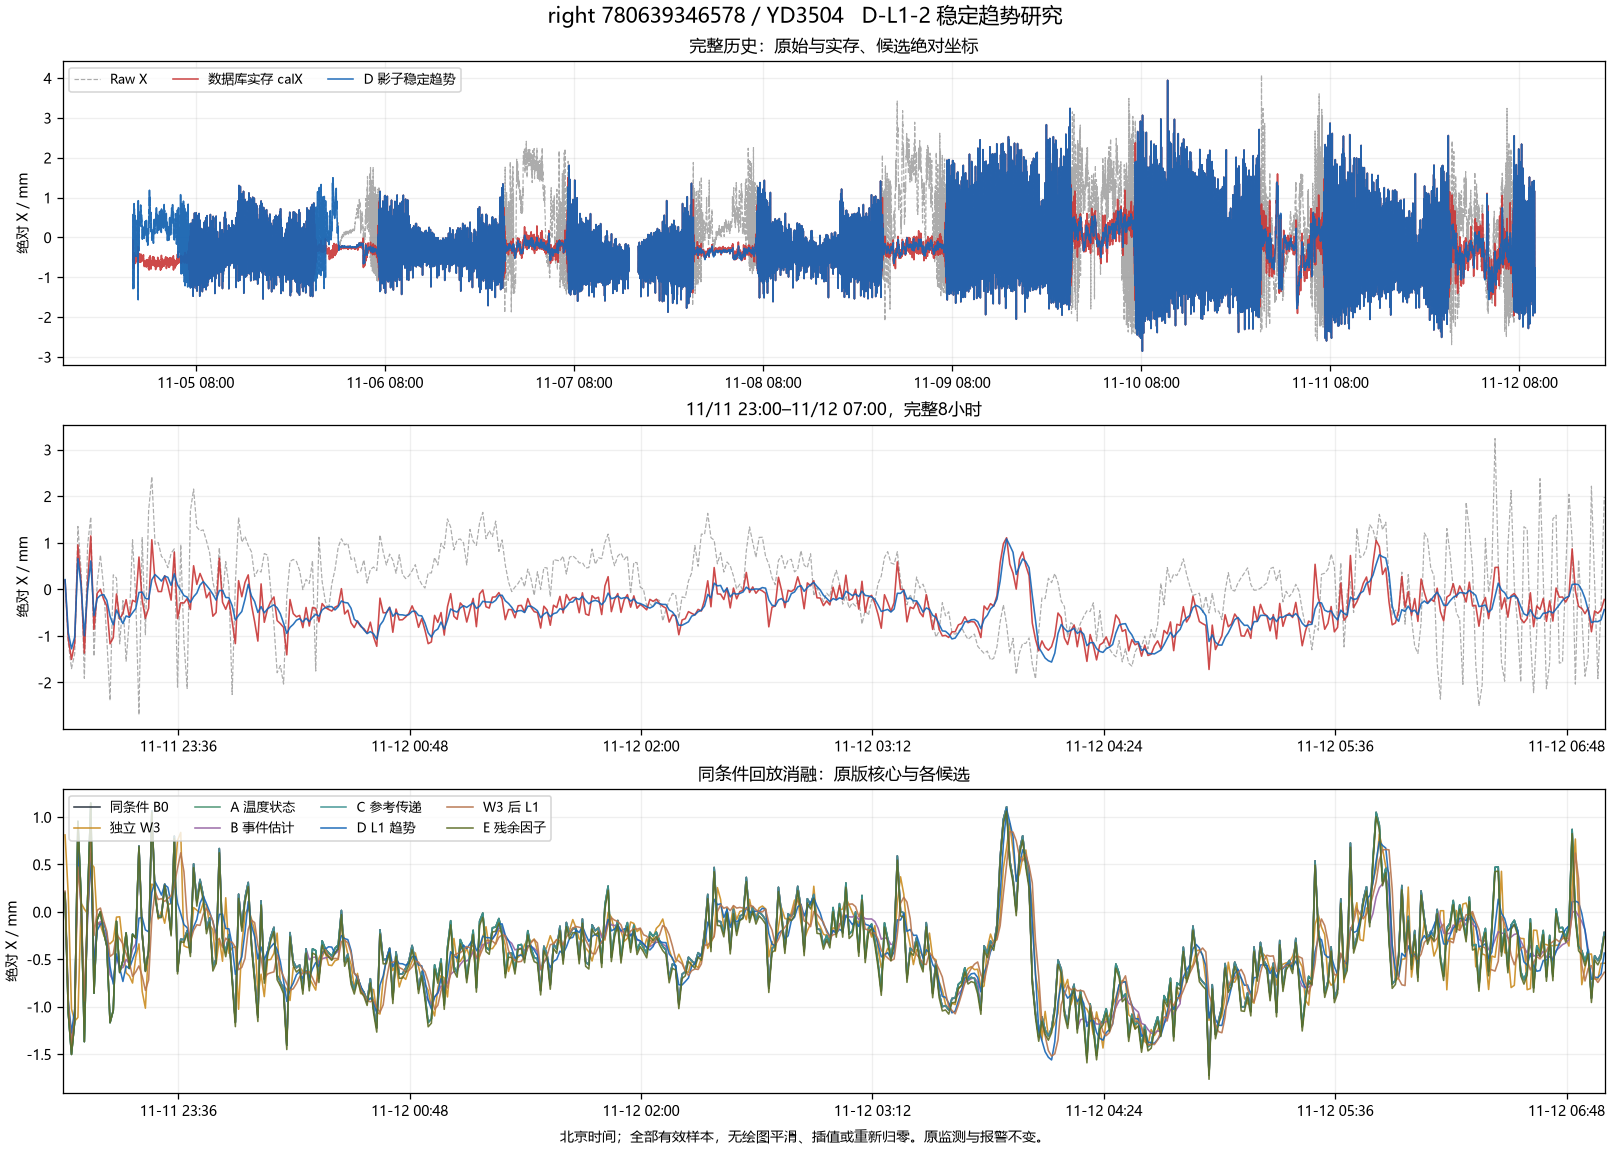 right 780639346578 / YD3504   D-L1-2 稳定趋势研究
完整历史：原始与实存、候选绝对坐标
Raw X
数据库实存 calX
D 影子稳定趋势
绝对 X / mm
4
3
2
1
0
-1
-2
-3
11-05 08:00
11-06 08:00
11-07 08:00
11-08 08:00
11-09 08:00
11-10 08:00
11-11 08:00
11-12 08:00
11/11 23:00–11/12 07:00，完整8小时
绝对 X / mm
3
2
1
0
-1
-2
11-11 23:36
11-12 00:48
11-12 02:00
11-12 03:12
11-12 04:24
11-12 05:36
11-12 06:48
同条件回放消融：原版核心与各候选
同条件 B0
A 温度状态
C 参考传递
W3 后 L1
独立 W3
B 事件估计
D L1 趋势
E 残余因子
绝对 X / mm
1.0
0.5
0.0
-0.5
-1.0
-1.5
11-11 23:36
11-12 00:48
11-12 02:00
11-12 03:12
11-12 04:24
11-12 05:36
11-12 06:48
北京时间；全部有效样本，无绘图平滑、插值或重新归零。原监测与报警不变。